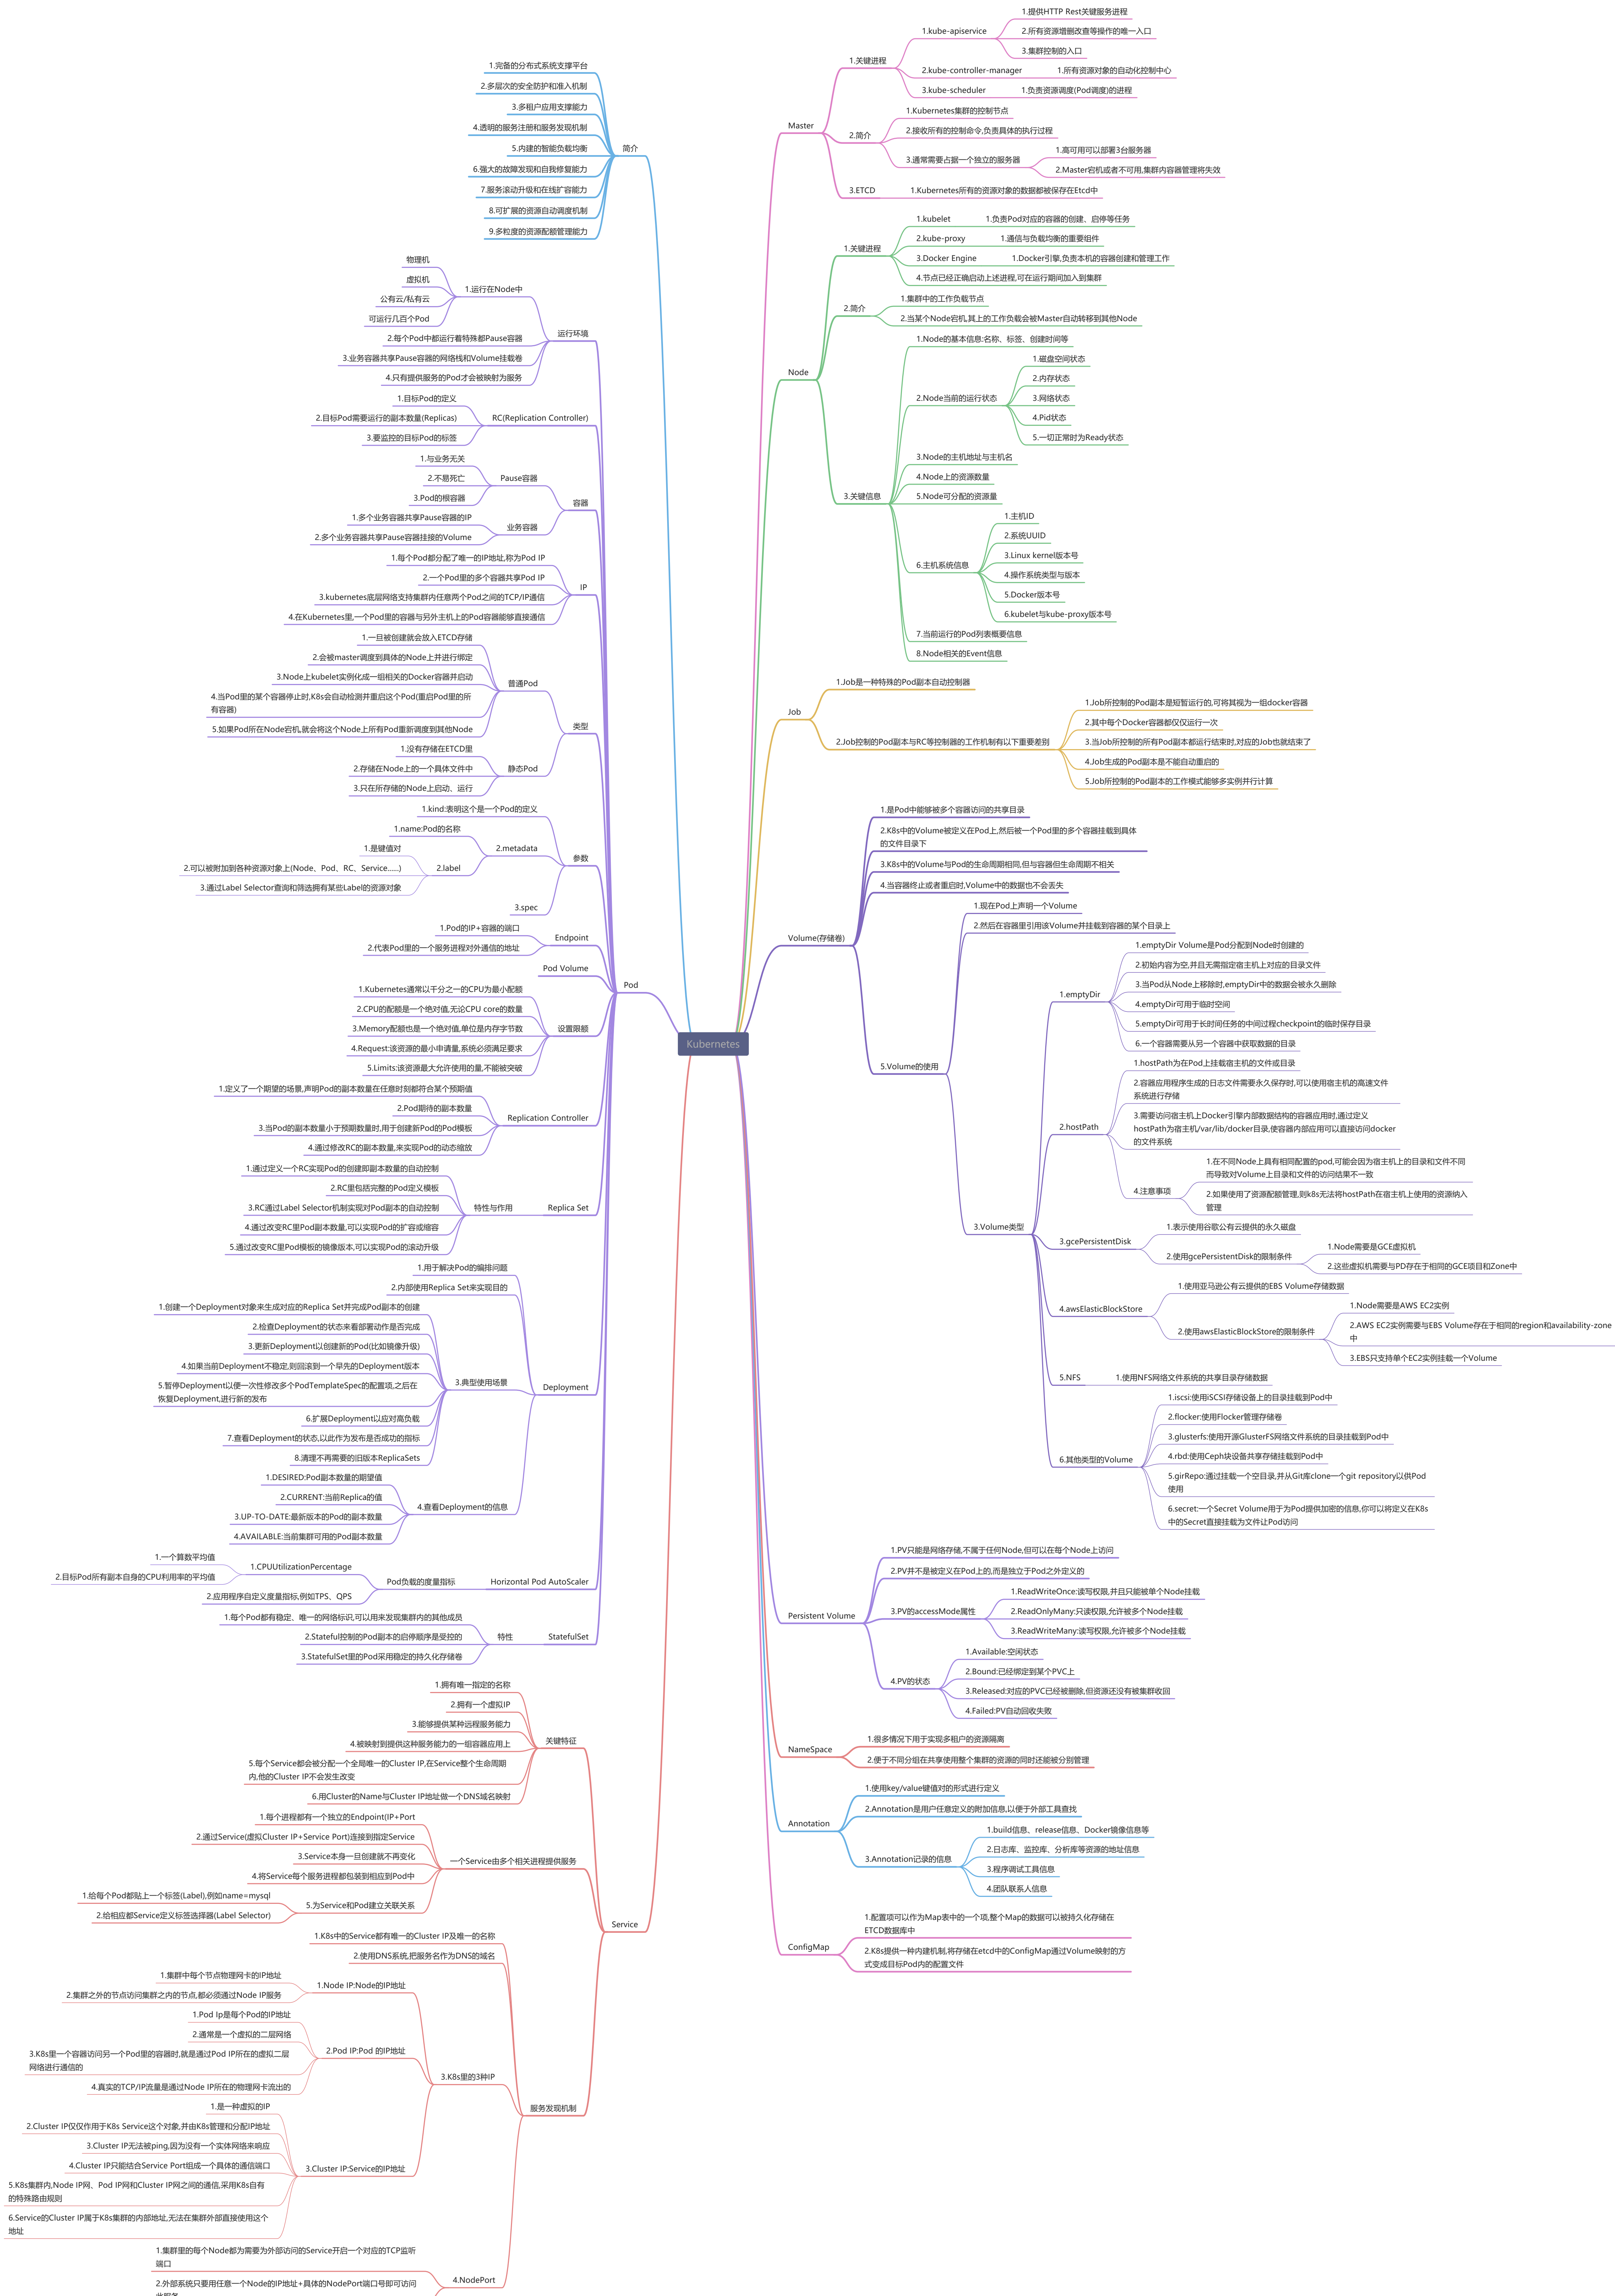 Kubernetes
简介
1.完备的分布式系统支撑平台
2.多层次的安全防护和准入机制
3.多租户应用支撑能力
4.透明的服务注册和服务发现机制
5.内建的智能负载均衡
6.强大的故障发现和自我修复能力
7.服务滚动升级和在线扩容能力
8.可扩展的资源自动调度机制
9.多粒度的资源配额管理能力
Pod
运行环境
1.运行在Node中
物理机
虚拟机
公有云/私有云
可运行几百个Pod
2.每个Pod中都运行着特殊都Pause容器
3.业务容器共享Pause容器的网络栈和Volume挂载卷
4.只有提供服务的Pod才会被映射为服务
RC(Replication Controller)
1.目标Pod的定义
2.目标Pod需要运行的副本数量(Replicas)
3.要监控的目标Pod的标签
容器
Pause容器
1.与业务无关
2.不易死亡
3.Pod的根容器
业务容器
1.多个业务容器共享Pause容器的IP
2.多个业务容器共享Pause容器挂接的Volume
IP
1.每个Pod都分配了唯一的IP地址,称为Pod IP
2.一个Pod里的多个容器共享Pod IP
3.kubernetes底层网络支持集群内任意两个Pod之间的TCP/IP通信
4.在Kubernetes里,一个Pod里的容器与另外主机上的Pod容器能够直接通信
类型
普通Pod
1.一旦被创建就会放入ETCD存储
2.会被master调度到具体的Node上并进行绑定
3.Node上kubelet实例化成一组相关的Docker容器并启动
4.当Pod里的某个容器停止时,K8s会自动检测并重启这个Pod(重启Pod里的所
有容器)
5.如果Pod所在Node宕机,就会将这个Node上所有Pod重新调度到其他Node
静态Pod
1.没有存储在ETCD里
2.存储在Node上的一个具体文件中
3.只在所存储的Node上启动、运行
参数
1.kind:表明这个是一个Pod的定义
2.metadata
1.name:Pod的名称
2.label
1.是键值对
2.可以被附加到各种资源对象上(Node、Pod、RC、Service......)
3.通过Label Selector查询和筛选拥有某些Label的资源对象
3.spec
Endpoint
1.Pod的IP+容器的端口
2.代表Pod里的一个服务进程对外通信的地址
Pod Volume
设置限额
1.Kubernetes通常以千分之一的CPU为最小配额
2.CPU的配额是一个绝对值,无论CPU core的数量
3.Memory配额也是一个绝对值,单位是内存字节数
4.Request:该资源的最小申请量,系统必须满足要求
5.Limits:该资源最大允许使用的量,不能被突破
Replication Controller
1.定义了一个期望的场景,声明Pod的副本数量在任意时刻都符合某个预期值
2.Pod期待的副本数量
3.当Pod的副本数量小于预期数量时,用于创建新Pod的Pod模板
4.通过修改RC的副本数量,来实现Pod的动态缩放
Replica Set
特性与作用
1.通过定义一个RC实现Pod的创建即副本数量的自动控制
2.RC里包括完整的Pod定义模板
3.RC通过Label Selector机制实现对Pod副本的自动控制
4.通过改变RC里Pod副本数量,可以实现Pod的扩容或缩容
5.通过改变RC里Pod模板的镜像版本,可以实现Pod的滚动升级
Deployment
1.用于解决Pod的编排问题
2.内部使用Replica Set来实现目的
3.典型使用场景
1.创建一个Deployment对象来生成对应的Replica Set并完成Pod副本的创建
2.检查Deployment的状态来看部署动作是否完成
3.更新Deployment以创建新的Pod(比如镜像升级)
4.如果当前Deployment不稳定,则回滚到一个早先的Deployment版本
5.暂停Deployment以便一次性修改多个PodTemplateSpec的配置项,之后在
恢复Deployment,进行新的发布
6.扩展Deployment以应对高负载
7.查看Deployment的状态,以此作为发布是否成功的指标
8.清理不再需要的旧版本ReplicaSets
4.查看Deployment的信息
1.DESIRED:Pod副本数量的期望值
2.CURRENT:当前Replica的值
3.UP-TO-DATE:最新版本的Pod的副本数量
4.AVAILABLE:当前集群可用的Pod副本数量
Horizontal Pod AutoScaler
Pod负载的度量指标
1.CPUUtilizationPercentage
1.一个算数平均值
2.目标Pod所有副本自身的CPU利用率的平均值
2.应用程序自定义度量指标,例如TPS、QPS
StatefulSet
特性
1.每个Pod都有稳定、唯一的网络标识,可以用来发现集群内的其他成员
2.Stateful控制的Pod副本的启停顺序是受控的
3.StatefulSet里的Pod采用稳定的持久化存储卷
Service
关键特征
1.拥有唯一指定的名称
2.拥有一个虚拟IP
3.能够提供某种远程服务能力
4.被映射到提供这种服务能力的一组容器应用上
5.每个Service都会被分配一个全局唯一的Cluster IP,在Service整个生命周期
内,他的Cluster IP不会发生改变
6.用Cluster的Name与Cluster IP地址做一个DNS域名映射
一个Service由多个相关进程提供服务
1.每个进程都有一个独立的Endpoint(IP+Port
2.通过Service(虚拟Cluster IP+Service Port)连接到指定Service
3.Service本身一旦创建就不再变化
4.将Service每个服务进程都包装到相应到Pod中
5.为Service和Pod建立关联关系
1.给每个Pod都贴上一个标签(Label),例如name=mysql
2.给相应都Service定义标签选择器(Label Selector)
服务发现机制
1.K8s中的Service都有唯一的Cluster IP及唯一的名称
2.使用DNS系统,把服务名作为DNS的域名
3.K8s里的3种IP
1.Node IP:Node的IP地址
1.集群中每个节点物理网卡的IP地址
2.集群之外的节点访问集群之内的节点,都必须通过Node IP服务
2.Pod IP:Pod 的IP地址
1.Pod Ip是每个Pod的IP地址
2.通常是一个虚拟的二层网络
3.K8s里一个容器访问另一个Pod里的容器时,就是通过Pod IP所在的虚拟二层
网络进行通信的
4.真实的TCP/IP流量是通过Node IP所在的物理网卡流出的
3.Cluster IP:Service的IP地址
1.是一种虚拟的IP
2.Cluster IP仅仅作用于K8s Service这个对象,并由K8s管理和分配IP地址
3.Cluster IP无法被ping,因为没有一个实体网络来响应
4.Cluster IP只能结合Service Port组成一个具体的通信端口
5.K8s集群内,Node IP网、Pod IP网和Cluster IP网之间的通信,采用K8s自有
的特殊路由规则
6.Service的Cluster IP属于K8s集群的内部地址,无法在集群外部直接使用这个
地址
4.NodePort
1.集群里的每个Node都为需要为外部访问的Service开启一个对应的TCP监听
端口
2.外部系统只要用任意一个Node的IP地址+具体的NodePort端口号即可访问
Master
1.关键进程
1.kube-apiservice
1.提供HTTP Rest关键服务进程
2.所有资源增删改查等操作的唯一入口
3.集群控制的入口
2.kube-controller-manager
1.所有资源对象的自动化控制中心
3.kube-scheduler
1.负责资源调度(Pod调度)的进程
2.简介
1.Kubernetes集群的控制节点
2.接收所有的控制命令,负责具体的执行过程
3.通常需要占据一个独立的服务器
1.高可用可以部署3台服务器
2.Master宕机或者不可用,集群内容器管理将失效
3.ETCD
1.Kubernetes所有的资源对象的数据都被保存在Etcd中
Node
1.关键进程
1.kubelet
1.负责Pod对应的容器的创建、启停等任务
2.kube-proxy
1.通信与负载均衡的重要组件
3.Docker Engine
1.Docker引擎,负责本机的容器创建和管理工作
4.节点已经正确启动上述进程,可在运行期间加入到集群
2.简介
1.集群中的工作负载节点
2.当某个Node宕机,其上的工作负载会被Master自动转移到其他Node
3.关键信息
1.Node的基本信息:名称、标签、创建时间等
2.Node当前的运行状态
1.磁盘空间状态
2.内存状态
3.网络状态
4.Pid状态
5.一切正常时为Ready状态
3.Node的主机地址与主机名
4.Node上的资源数量
5.Node可分配的资源量
6.主机系统信息
1.主机ID
2.系统UUID
3.Linux kernel版本号
4.操作系统类型与版本
5.Docker版本号
6.kubelet与kube-proxy版本号
7.当前运行的Pod列表概要信息
8.Node相关的Event信息
Job
1.Job是一种特殊的Pod副本自动控制器
2.Job控制的Pod副本与RC等控制器的工作机制有以下重要差别
1.Job所控制的Pod副本是短暂运行的,可将其视为一组docker容器
2.其中每个Docker容器都仅仅运行一次
3.当Job所控制的所有Pod副本都运行结束时,对应的Job也就结束了
4.Job生成的Pod副本是不能自动重启的
5.Job所控制的Pod副本的工作模式能够多实例并行计算
Volume(存储卷)
1.是Pod中能够被多个容器访问的共享目录
2.K8s中的Volume被定义在Pod上,然后被一个Pod里的多个容器挂载到具体
的文件目录下
3.K8s中的Volume与Pod的生命周期相同,但与容器但生命周期不相关
4.当容器终止或者重启时,Volume中的数据也不会丢失
5.Volume的使用
1.现在Pod上声明一个Volume
2.然后在容器里引用该Volume并挂载到容器的某个目录上
3.Volume类型
1.emptyDir
1.emptyDir Volume是Pod分配到Node时创建的
2.初始内容为空,并且无需指定宿主机上对应的目录文件
3.当Pod从Node上移除时,emptyDir中的数据会被永久删除
4.emptyDir可用于临时空间
5.emptyDir可用于长时间任务的中间过程checkpoint的临时保存目录
6.一个容器需要从另一个容器中获取数据的目录
2.hostPath
1.hostPath为在Pod上挂载宿主机的文件或目录
2.容器应用程序生成的日志文件需要永久保存时,可以使用宿主机的高速文件
系统进行存储
3.需要访问宿主机上Docker引擎内部数据结构的容器应用时,通过定义
hostPath为宿主机/var/lib/docker目录,使容器内部应用可以直接访问docker
的文件系统
4.注意事项
1.在不同Node上具有相同配置的pod,可能会因为宿主机上的目录和文件不同
而导致对Volume上目录和文件的访问结果不一致
2.如果使用了资源配额管理,则k8s无法将hostPath在宿主机上使用的资源纳入
管理
3.gcePersistentDisk
1.表示使用谷歌公有云提供的永久磁盘
2.使用gcePersistentDisk的限制条件
1.Node需要是GCE虚拟机
2.这些虚拟机需要与PD存在于相同的GCE项目和Zone中
4.awsElasticBlockStore
1.使用亚马逊公有云提供的EBS Volume存储数据
2.使用awsElasticBlockStore的限制条件
1.Node需要是AWS EC2实例
2.AWS EC2实例需要与EBS Volume存在于相同的region和availability-zone
中
3.EBS只支持单个EC2实例挂载一个Volume
5.NFS
1.使用NFS网络文件系统的共享目录存储数据
6.其他类型的Volume
1.iscsi:使用iSCSI存储设备上的目录挂载到Pod中
2.flocker:使用Flocker管理存储卷
3.glusterfs:使用开源GlusterFS网络文件系统的目录挂载到Pod中
4.rbd:使用Ceph块设备共享存储挂载到Pod中
5.girRepo:通过挂载一个空目录,并从Git库clone一个git repository以供Pod
使用
6.secret:一个Secret Volume用于为Pod提供加密的信息,你可以将定义在K8s
中的Secret直接挂载为文件让Pod访问
Persistent Volume
1.PV只能是网络存储,不属于任何Node,但可以在每个Node上访问
2.PV并不是被定义在Pod上的,而是独立于Pod之外定义的
3.PV的accessMode属性
1.ReadWriteOnce:读写权限,并且只能被单个Node挂载
2.ReadOnlyMany:只读权限,允许被多个Node挂载
3.ReadWriteMany:读写权限,允许被多个Node挂载
4.PV的状态
1.Available:空闲状态
2.Bound:已经绑定到某个PVC上
3.Released:对应的PVC已经被删除,但资源还没有被集群收回
4.Failed:PV自动回收失败
NameSpace
1.很多情况下用于实现多租户的资源隔离
2.便于不同分组在共享使用整个集群的资源的同时还能被分别管理
Annotation
1.使用key/value键值对的形式进行定义
2.Annotation是用户任意定义的附加信息,以便于外部工具查找
3.Annotation记录的信息
1.build信息、release信息、Docker镜像信息等
2.日志库、监控库、分析库等资源的地址信息
3.程序调试工具信息
4.团队联系人信息
ConfigMap
1.配置项可以作为Map表中的一个项,整个Map的数据可以被持久化存储在
ETCD数据库中
2.K8s提供一种内建机制,将存储在etcd中的ConfigMap通过Volume映射的方
式变成目标Pod内的配置文件